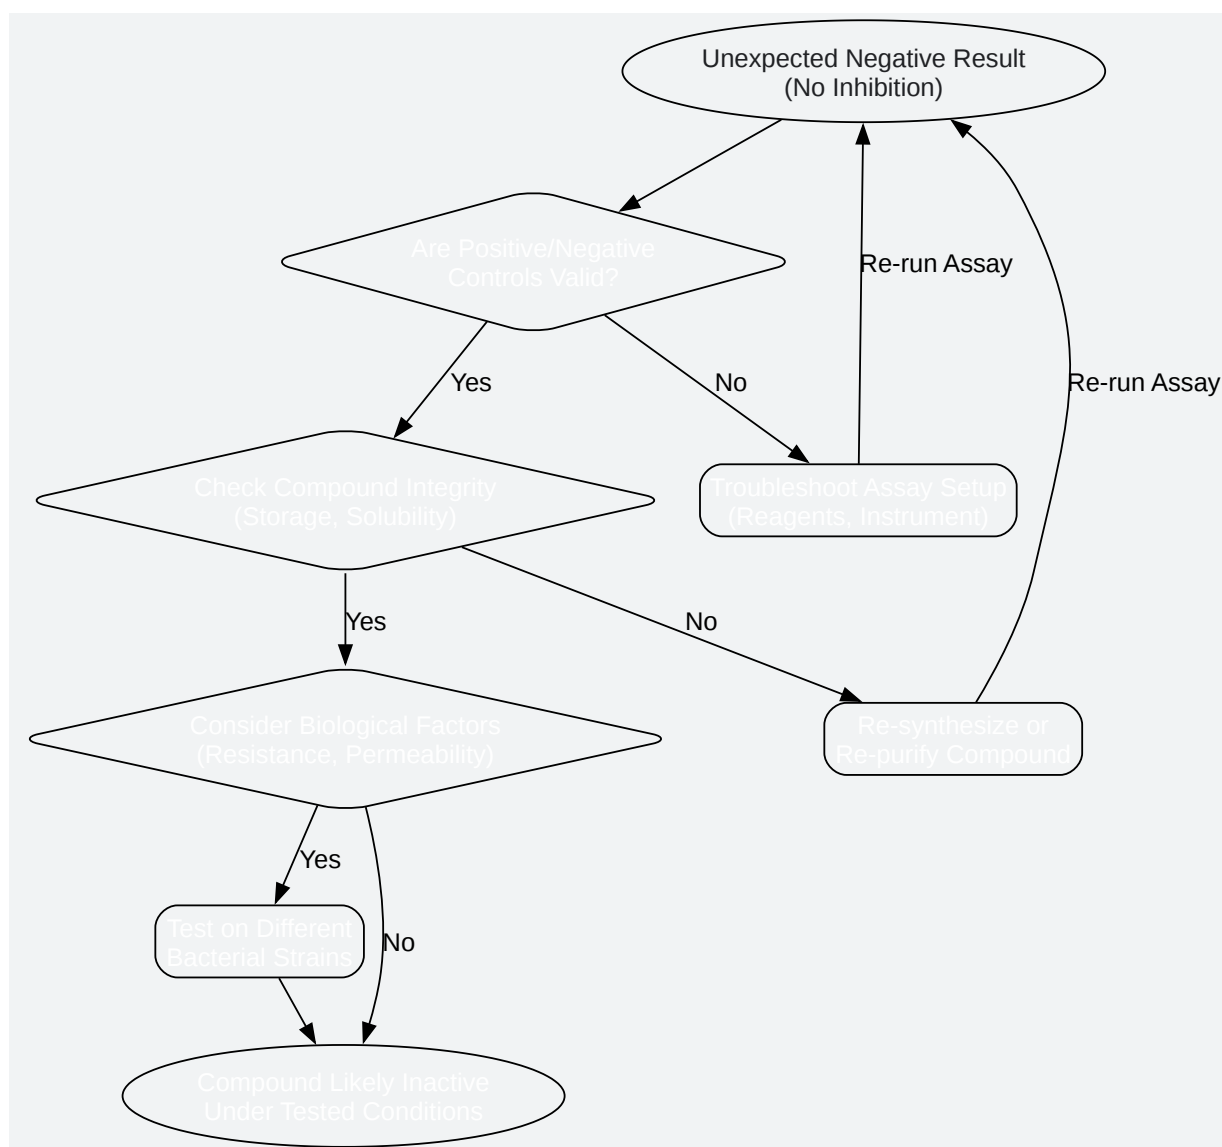 Unexpected Negative Result
(No Inhibition)
Are Positive/Negative
Controls Valid?
Re-run Assay
Yes
No
Re-run Assay
Check Compound Integrity
(Storage, Solubility)
Troubleshoot Assay Setup
(Reagents, Instrument)
Yes
No
Consider Biological Factors
(Resistance, Permeability)
Re-synthesize or
Re-purify Compound
Yes
No
Test on Different
Bacterial Strains
Compound Likely Inactive
Under Tested Conditions